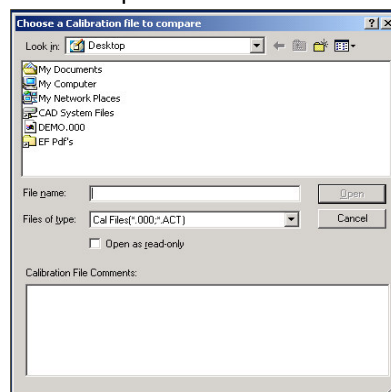 Choose a Calibration file to compare
Look in: Desktop
My Documents
My Computer
My Network Places
CAD System Files
DEMO.000
EF Pdf's
File name:
Open
Files of type: Cal Files(*.000;*.ACT)
Cancel
Open as read-only
Calibration File Comments: